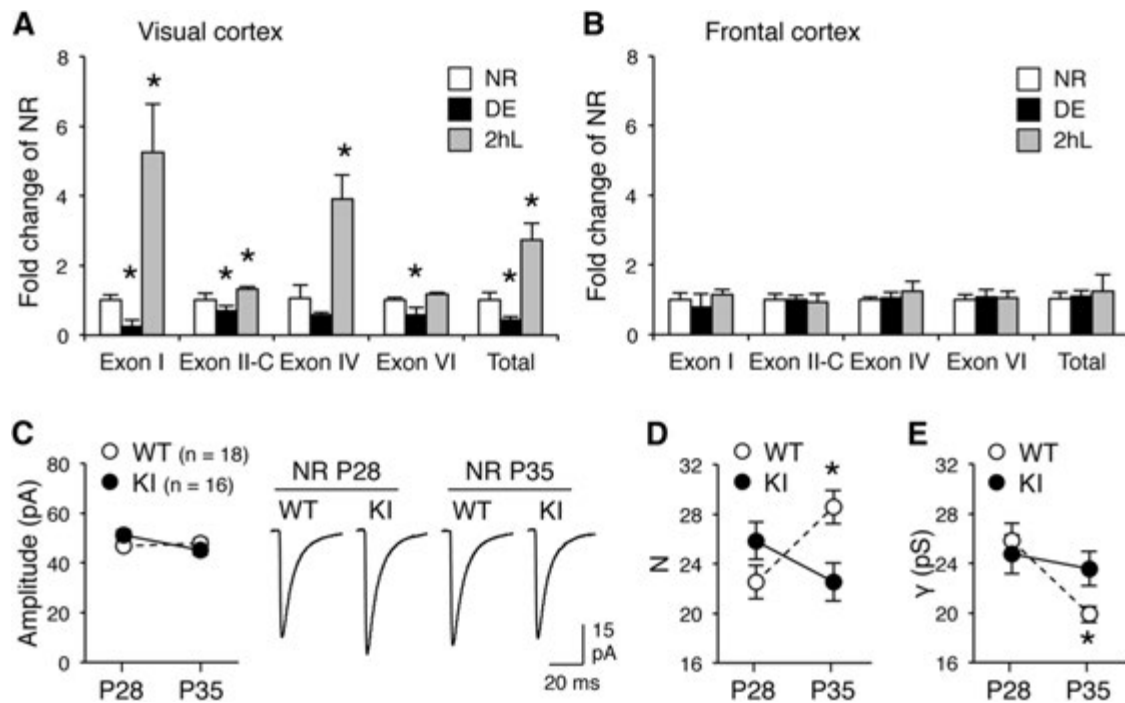 A Visual cortex
Fold change of NR
8
6
4
2
0
* * * * * * * *
NR
DE
2hL
Exon I Exon II-C Exon IV Exon VI Total
B Frontal cortex
Fold change of NR
8
6
4
2
0
NR
DE
2hL
Exon I Exon II-C Exon IV Exon VI Total
C
WT (n = 18)
KI (n = 16)
Amplitude (pA)
80
60
40
20
0
P28 P35
NR P28 NR P35
WT KI WT KI
15
pA
20 ms
D
WT
KI
N
32
28
24
20
16
*
P28 P35
E
WT
KI
γ (pS)
32
28
24
20
16
*
P28 P35